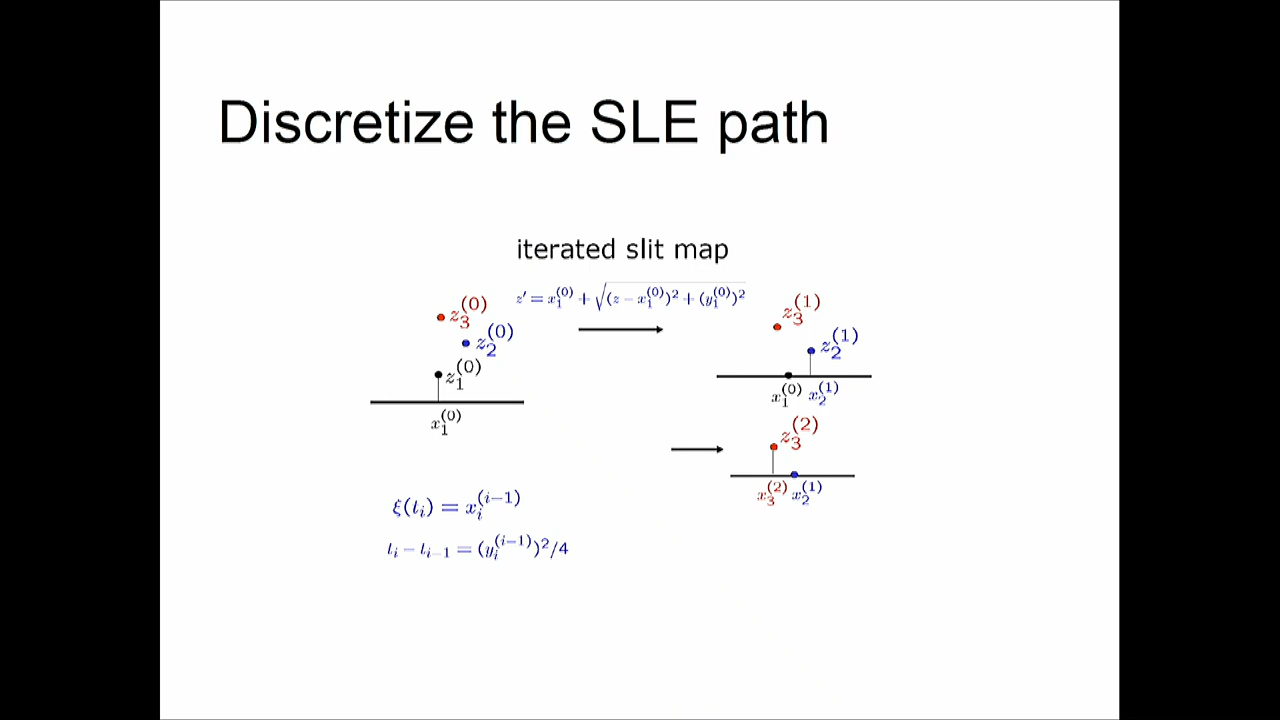 Discretize the SLE path
iterated slit map
z' = x_1^{(0)} + \sqrt{(z - x_1^{(0)})^2 + (y_1^{(0)})^2}
z_3^{(0)}
z_2^{(0)}
z_1^{(0)}
x_1^{(0)}
z_3^{(1)}
z_2^{(1)}
x_1^{(0)} x_2^{(1)}
z_3^{(2)}
x_3^{(2)} x_2^{(1)}
ξ(t_i) = x_i^{(i-1)}
t_i - t_{i-1} = (y_i^{(i-1)})^2/4